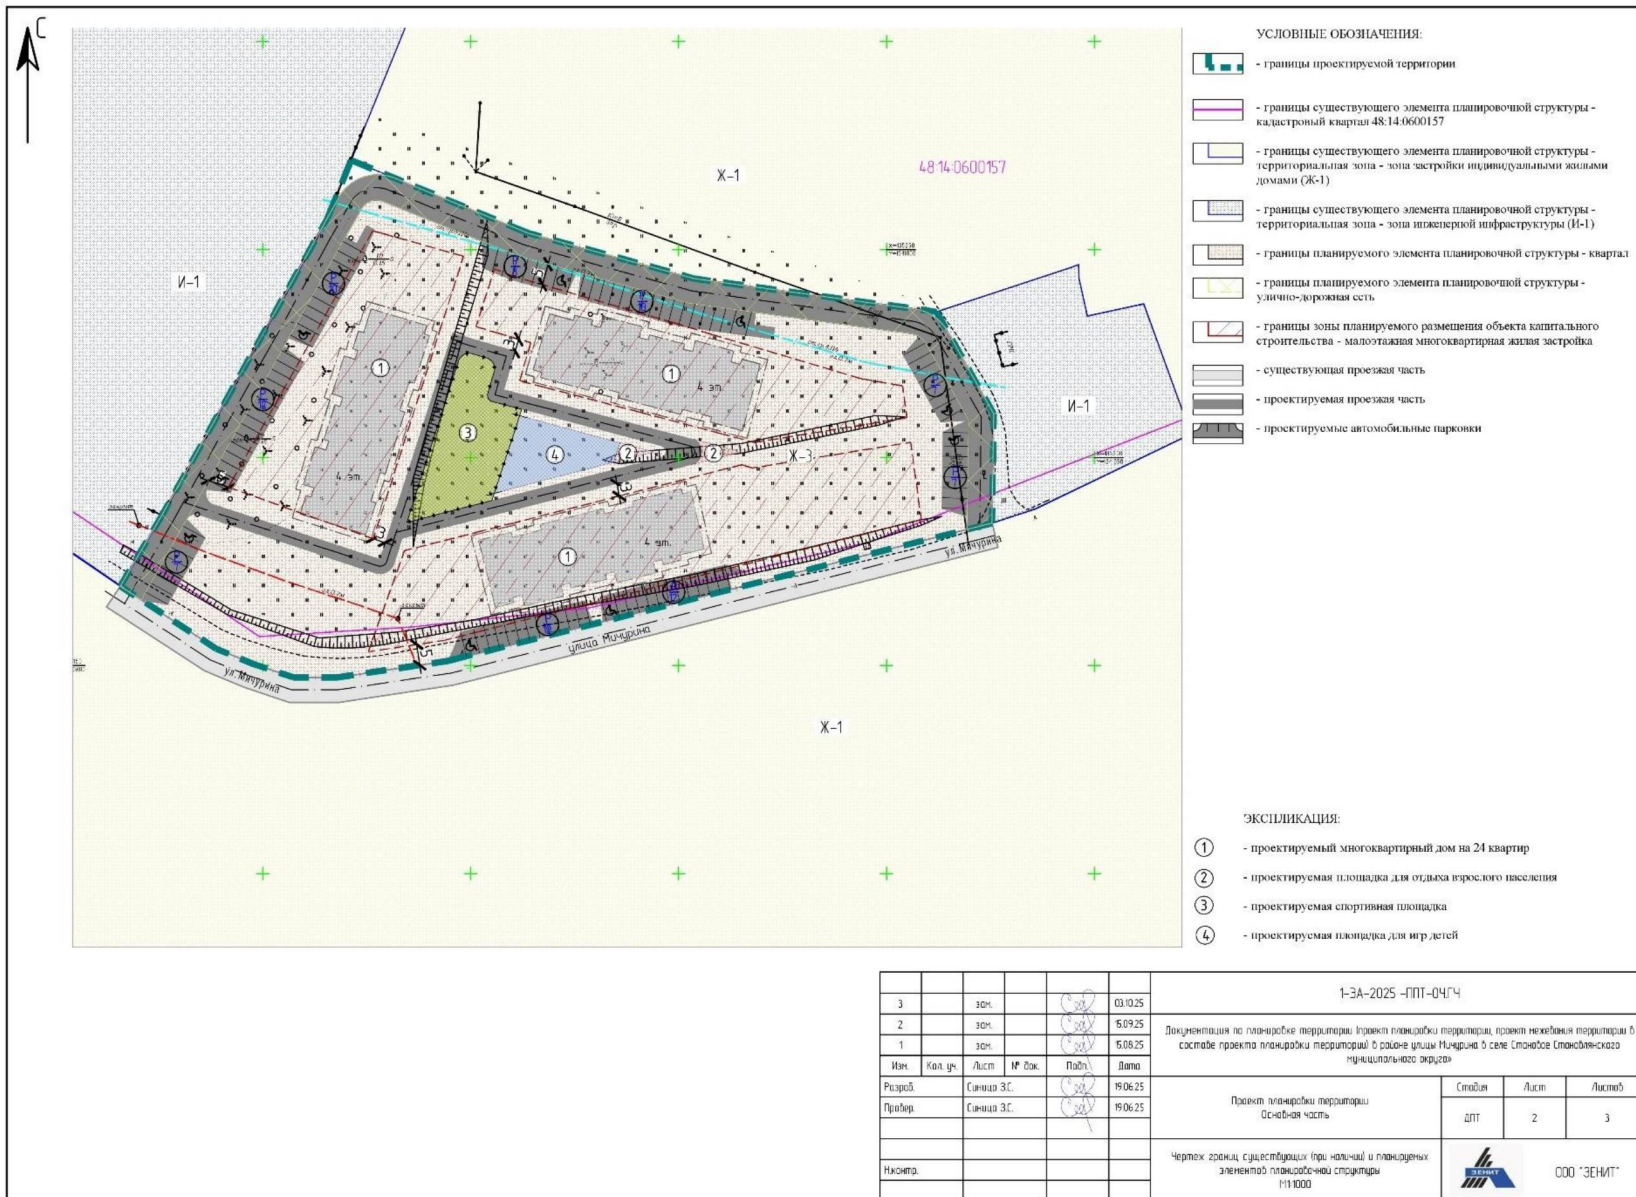 С
УСЛОВНЫЕ ОБОЗНАЧЕНИЯ:
- границы проектируемой территории
- границы существующего элемента планировочной структуры -
кадастровый квартал 48:14:0600157
- границы существующего элемента планировочной структуры -
территориальная зона - зона застройки индивидуальными жилыми
домами (Ж-1)
- границы существующего элемента планировочной структуры -
территориальная зона - зона инженерной инфраструктуры (И-1)
- границы планируемого элемента планировочной структуры - квартал
- границы планируемого элемента планировочной структуры -
улично-дорожная сеть
- границы зоны планируемого размещения объекта капитального
строительства - малоэтажная многоквартирная жилая застройка
- существующая проезжая часть
- проектируемая проезжая часть
- проектируемые автомобильные парковки
48:14:0600157
Ж-1
И-1
И-1
Ж-3
Ж-1
1
4 эт.
1
4 эт.
1
4 эт.
2
2
3
4
ул. Мичурина
улица Мичурина
ул. Мичурина
ЭКСПЛИКАЦИЯ:
1 - проектируемый многоквартирный дом на 24 квартир
2 - проектируемая площадка для отдыха взрослого населения
3 - проектируемая спортивная площадка
4 - проектируемая площадка для игр детей
3 зам. 03.10.25
2 зам. 15.09.25
1 зам. 15.08.25
Изм. Кол. уч. Лист № док. Подп. Дата
Разраб. Синица З.С. 19.06.25
Провер. Синица З.С. 19.06.25
Н.контр.
1-ЗА-2025 -ППТ-ОЧ.ГЧ
Документация по планировке территории (проект планировки территории, проект межевания территории в
составе проекта планировки территории) в районе улицы Мичурина в селе Становое Становлянского
муниципального округа»
Проект планировки территории
Основная часть
Стадия Лист Листов
ДПТ 2 3
Чертеж границ существующих (при наличии) и планируемых
элементов планировочной структуры
М1:1000
ЗЕНИТ
ООО "ЗЕНИТ"